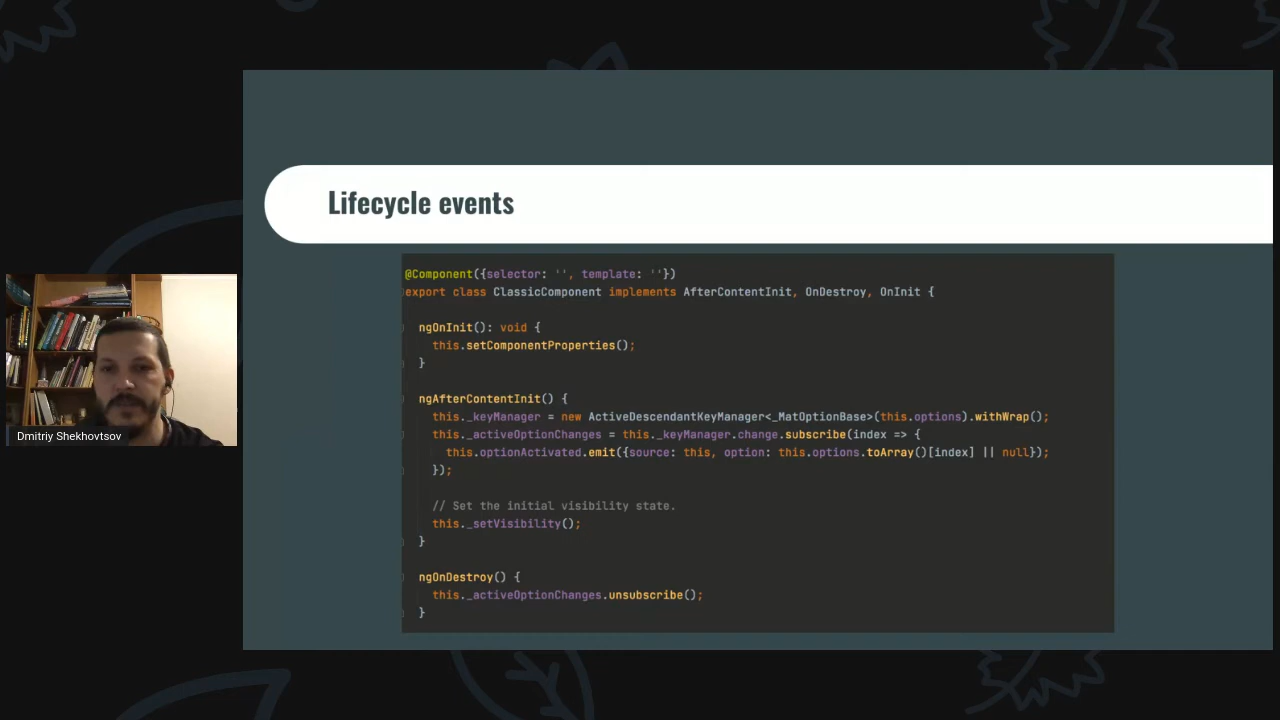 Lifecycle events
@Component({selector: '', template: ''})
export class ClassicComponent implements AfterContentInit, OnDestroy, OnInit {
ngOnInit(): void {
this.setComponentProperties();
}
ngAfterContentInit() {
this._keyManager = new ActiveDescendantKeyManager<_MatOptionBase>(this.options).withWrap();
this._activeOptionChanges = this._keyManager.change.subscribe(index => {
this.optionActivated.emit({source: this, option: this.options.toArray()[index] || null});
});
// Set the initial visibility state.
this._setVisibility();
}
ngOnDestroy() {
this._activeOptionChanges.unsubscribe();
}
Dmitriy Shekhovtsov